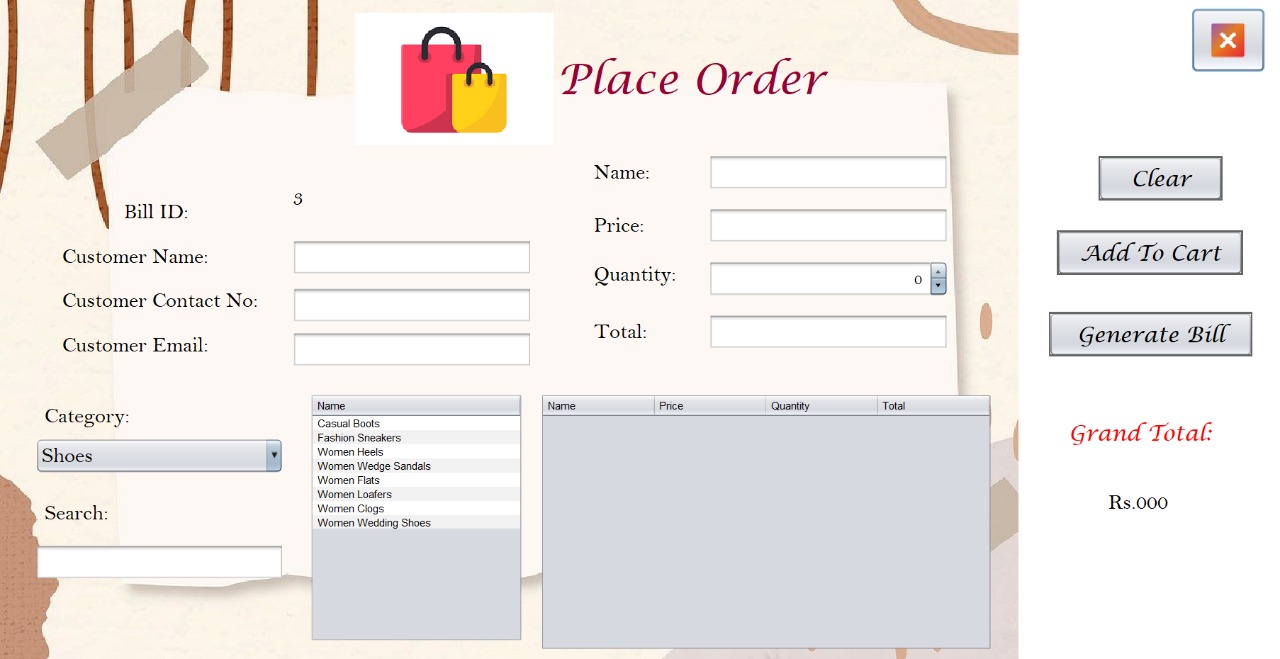 Place Order
Bill ID: 3
Customer Name:
Customer Contact No:
Customer Email:
Name:
Price:
Quantity: 0
Total:
Category:
Shoes
Search:
Name
Casual Boots
Fashion Sneakers
Women Heels
Women Wedge Sandals
Women Flats
Women Loafers
Women Clogs
Women Wedding Shoes
Name Price Quantity Total
Clear
Add To Cart
Generate Bill
Grand Total:
Rs.000